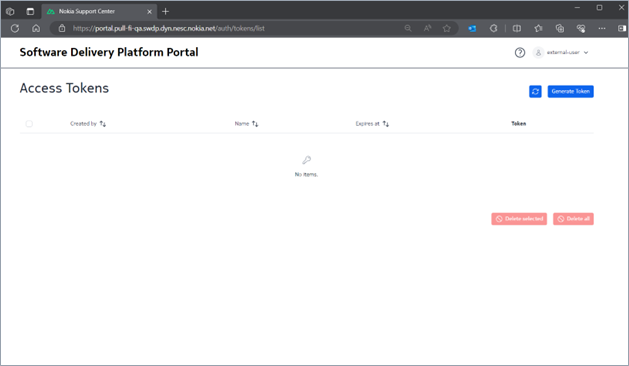 Nokia Support Center
https://portal.pull-fi-qa.swdp.dyn.nesc.nokia.net/auth/tokens/list
Software Delivery Platform Portal
external-user
Access Tokens
Generate Token
Created by
Name
Expires at
Token
No items.
Delete selected
Delete all